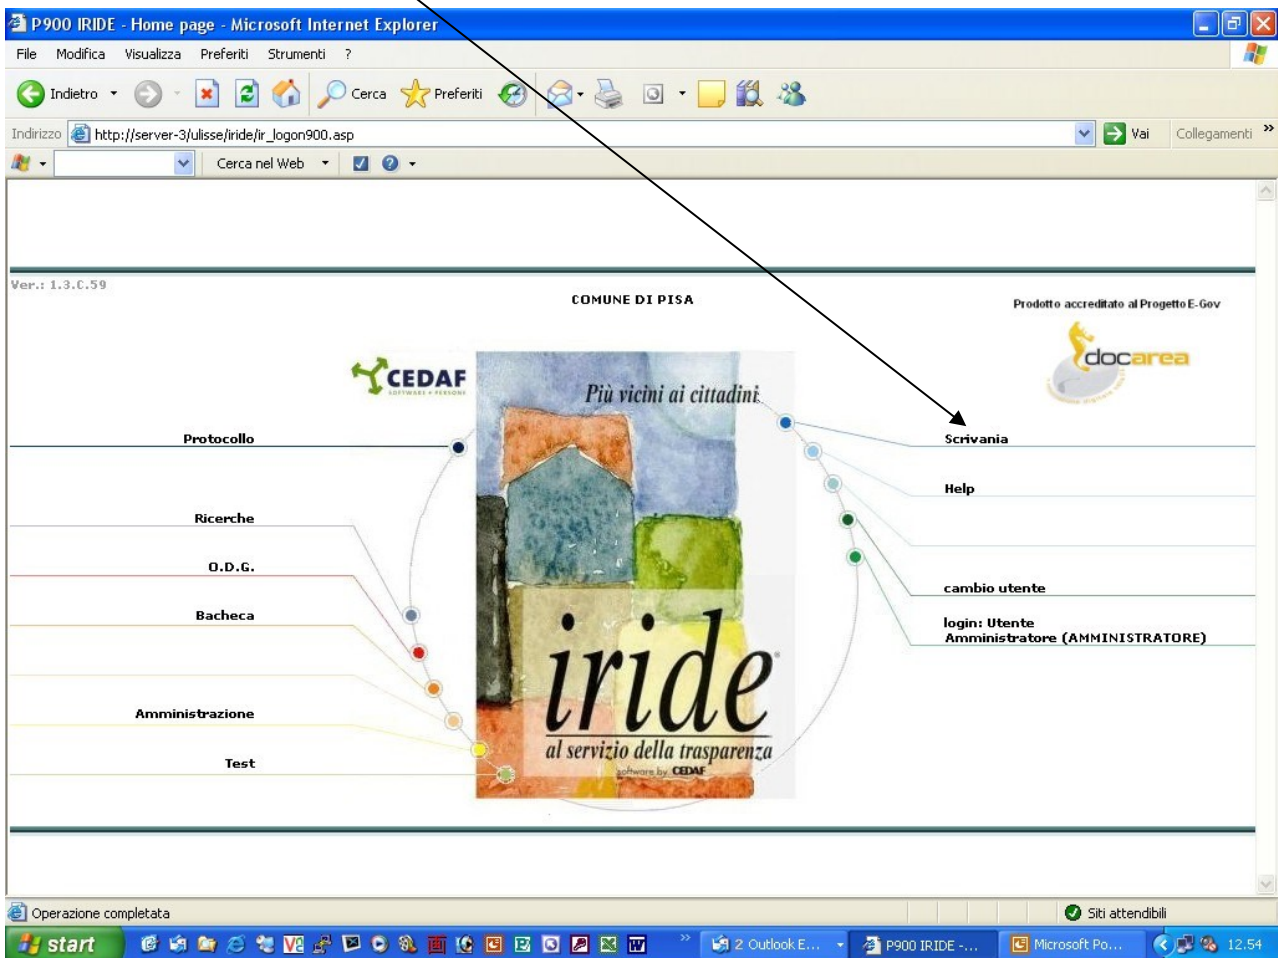 P900 IRIDE - Home page - Microsoft Internet Explorer
File Modifica Visualizza Preferiti Strumenti ?
Indietro Cerca Preferiti
Indirizzo http://server-3/ulisse/iride/ir_logon900.asp Vai Collegamenti »
Cerca nel Web
Ver.: 1.3.C.59
COMUNE DI PISA
Prodotto accreditato al Progetto E-Gov
docarea
CEDAF
SOFTWARE + PERSONE
Più vicini ai cittadini
Protocollo
Scrivania
Help
Ricerche
O.D.G.
cambio utente
Bacheca
login: Utente
Amministratore (AMMINISTRATORE)
iride
Amministrazione
al servizio della trasparenza
Test
software by CEDAF
Operazione completata Siti attendibili
start 2 Outlook E... P900 IRIDE -... Microsoft Po... 12.54